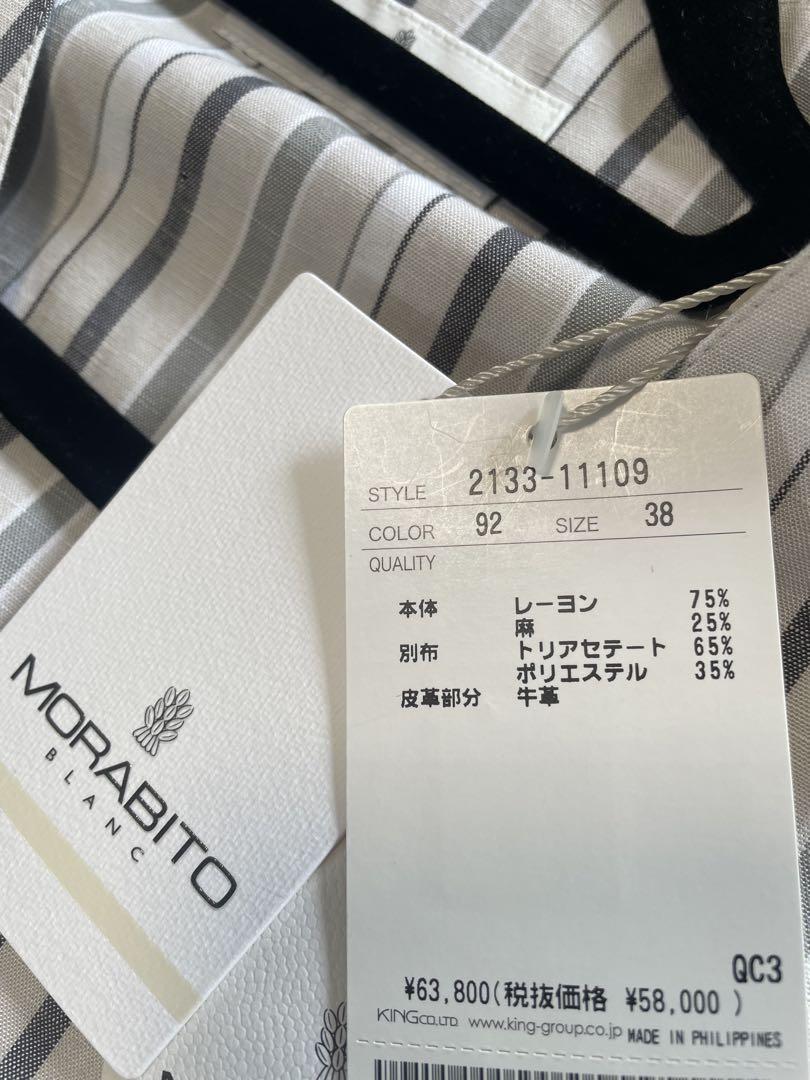 MORABITO
BLANC
STYLE 2133-11109
COLOR 92 SIZE 38
QUALITY
本体 レーヨン 75%
麻 25%
別布 トリアセテート 65%
ポリエステル 35%
皮革部分 牛革
QC3
¥63,800(税抜価格 ¥58,000 )
KING CO.,LTD. www.king-group.co.jp MADE IN PHILIPPINES